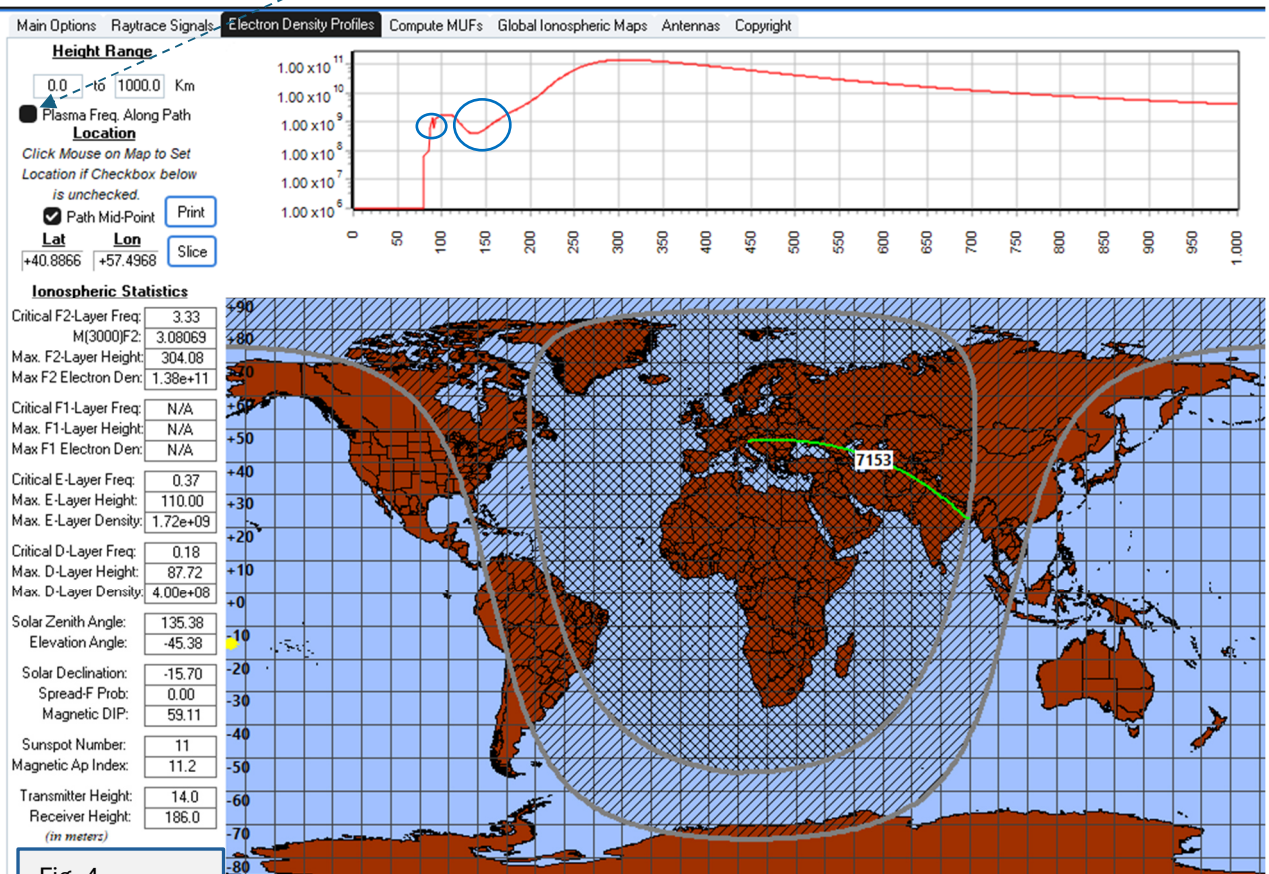 Main Options Raytrace Signals Electron Density Profiles Compute MUFs Global Ionospheric Maps Antennas Copyright
Height Range
0.0 to 1000.0 Km
Plasma Freq. Along Path
Location
Click Mouse on Map to Set
Location if Checkbox below
is unchecked.
Path Mid-Point Print
Lat Lon
+40.8866 +57.4968 Slice
1.00 x10 11
1.00 x10 10
1.00 x10 9
1.00 x10 8
1.00 x10 7
1.00 x10 6
0 50 100 150 200 250 300 350 400 450 500 550 600 650 700 750 800 850 900 950 1.000
Ionospheric Statistics
Critical F2-Layer Freq: 3.33
M(3000)F2: 3.08069
Max. F2-Layer Height: 304.08
Max F2 Electron Den: 1.38e+11
Critical F1-Layer Freq: N/A
Max. F1-Layer Height: N/A
Max F1 Electron Den: N/A
Critical E-Layer Freq: 0.37
Max. E-Layer Height: 110.00
Max. E-Layer Density: 1.72e+09
Critical D-Layer Freq: 0.18
Max. D-Layer Height: 87.72
Max. D-Layer Density: 4.00e+08
Solar Zenith Angle: 135.38
Elevation Angle: -45.38
Solar Declination: -15.70
Spread-F Prob: 0.00
Magnetic DIP: 59.11
Sunspot Number: 11
Magnetic Ap Index: 11.2
Transmitter Height: 14.0
Receiver Height: 186.0
(in meters)
Fig. 4
+90
+80
+70
+60
+50
+40
+30
+20
+10
+0
-10
-20
-30
-40
-50
-60
-70
-80
7153